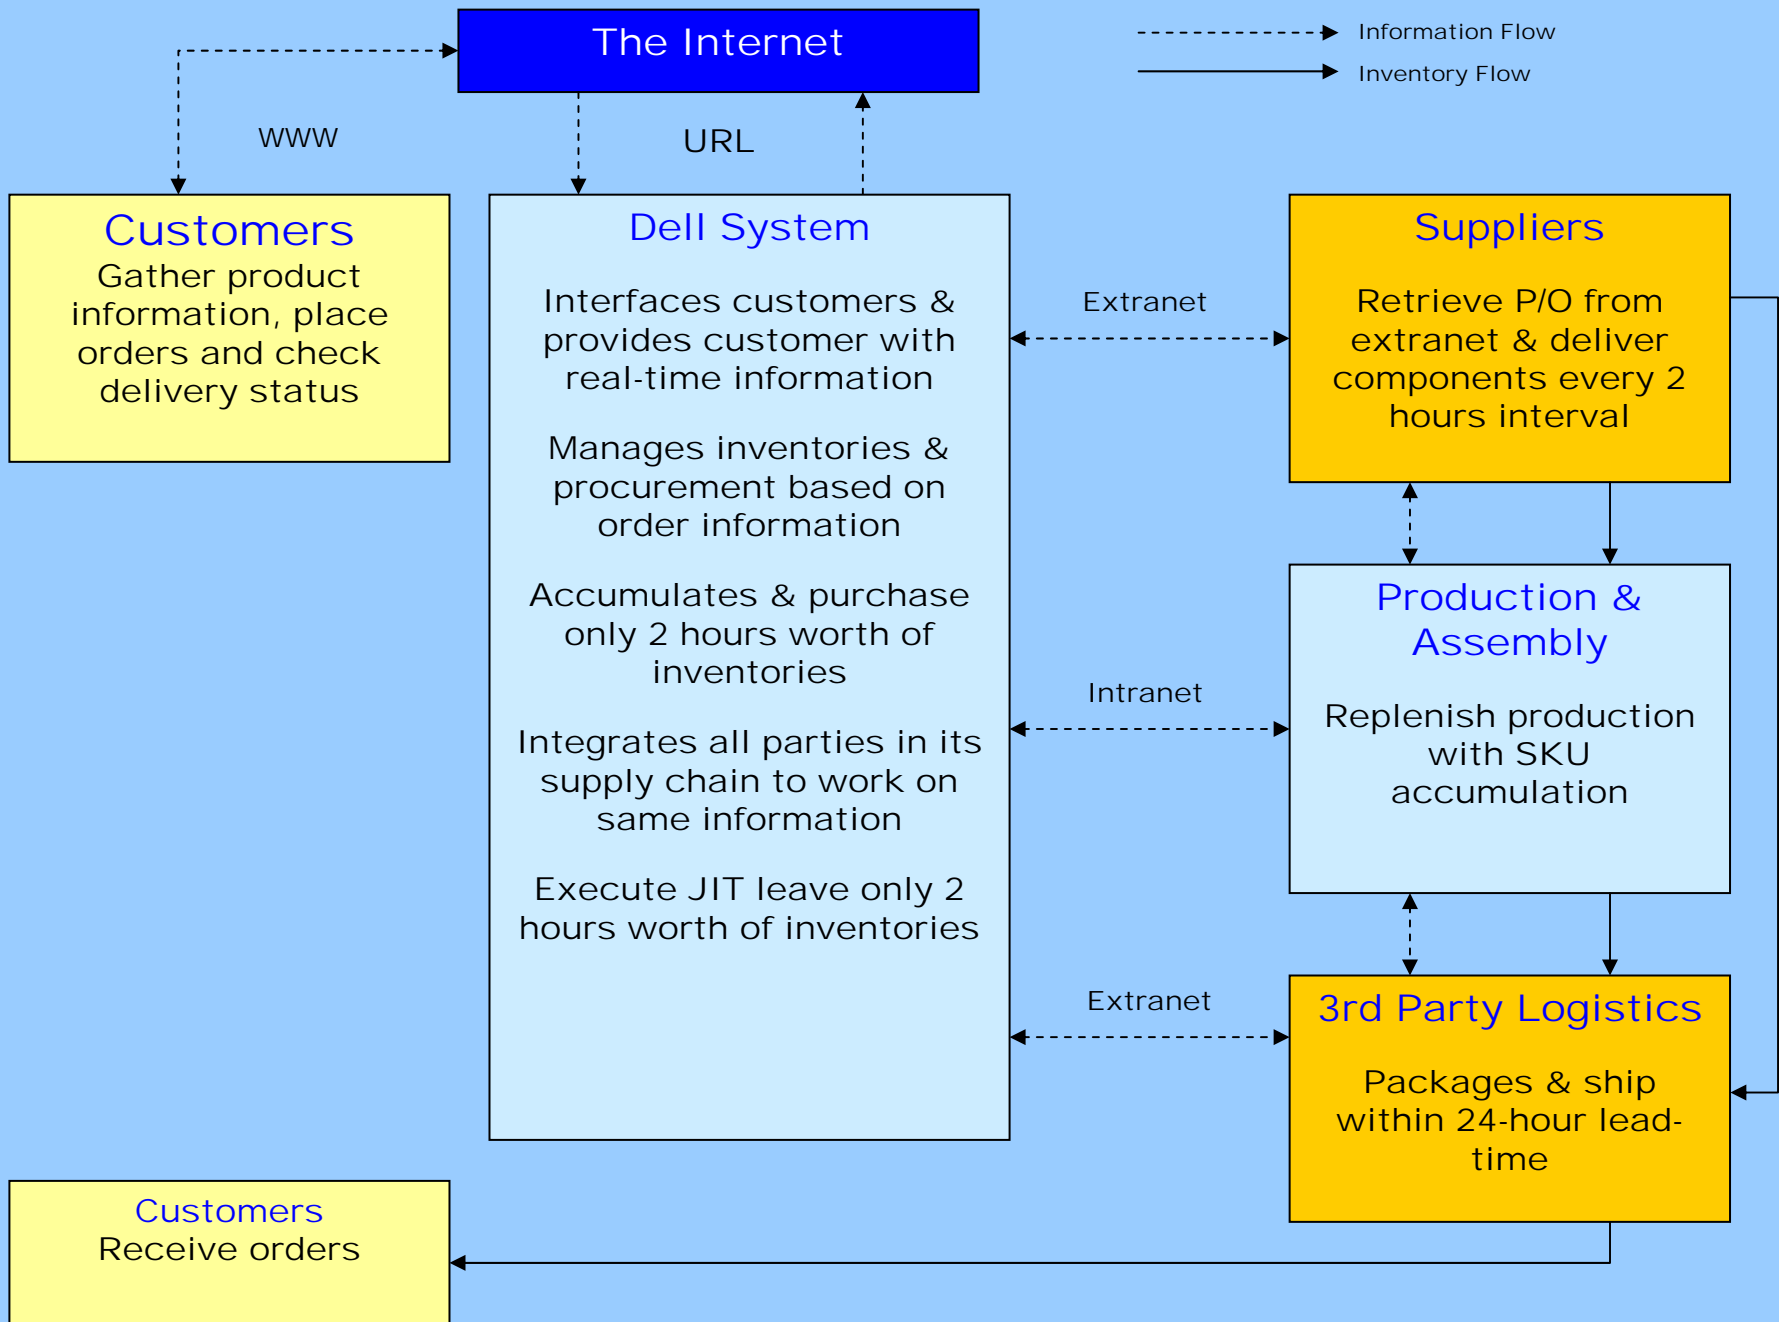 The Internet
Information Flow
Inventory Flow
WWW
URL
Customers
Gather product
information, place
orders and check
delivery status
Dell System
Interfaces customers &
provides customer with
real-time information
Manages inventories &
procurement based on
order information
Accumulates & purchase
only 2 hours worth of
inventories
Integrates all parties in its
supply chain to work on
same information
Execute JIT leave only 2
hours worth of inventories
Extranet
Intranet
Extranet
Suppliers
Retrieve P/O from
extranet & deliver
components every 2
hours interval
Production &
Assembly
Replenish production
with SKU
accumulation
3rd Party Logistics
Packages & ship
within 24-hour lead-
time
Customers
Receive orders